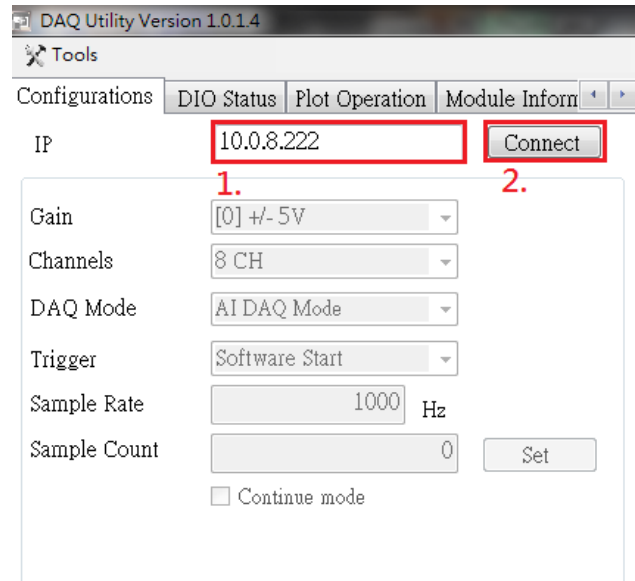 DAQ Utility Version 1.0.1.4
Tools
Configurations DIO Status Plot Operation Module Inform
IP 10.0.8.222 Connect
1. 2.
Gain [0] +/- 5V
Channels 8 CH
DAQ Mode AI DAQ Mode
Trigger Software Start
Sample Rate 1000 Hz
Sample Count 0 Set
Continue mode